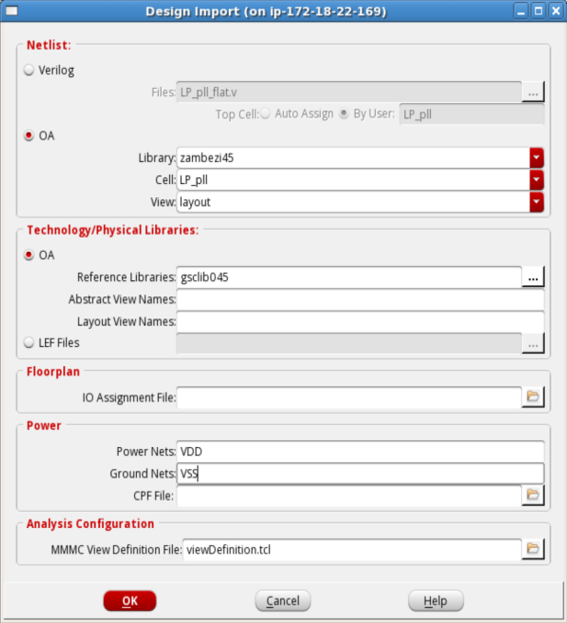 Design Import (on ip-172-18-22-169)
Netlist:
Verilog
Files: LP_pll_flat.v ...
Top Cell: Auto Assign By User: LP_pll
OA
Library: zambezi45
Cell: LP_pll
View: layout
Technology/Physical Libraries:
OA
Reference Libraries: gsclib045 ...
Abstract View Names:
Layout View Names:
LEF Files ...
Floorplan
IO Assignment File:
Power
Power Nets: VDD
Ground Nets: VSS
CPF File:
Analysis Configuration
MMMC View Definition File: viewDefinition.tcl
OK Cancel Help